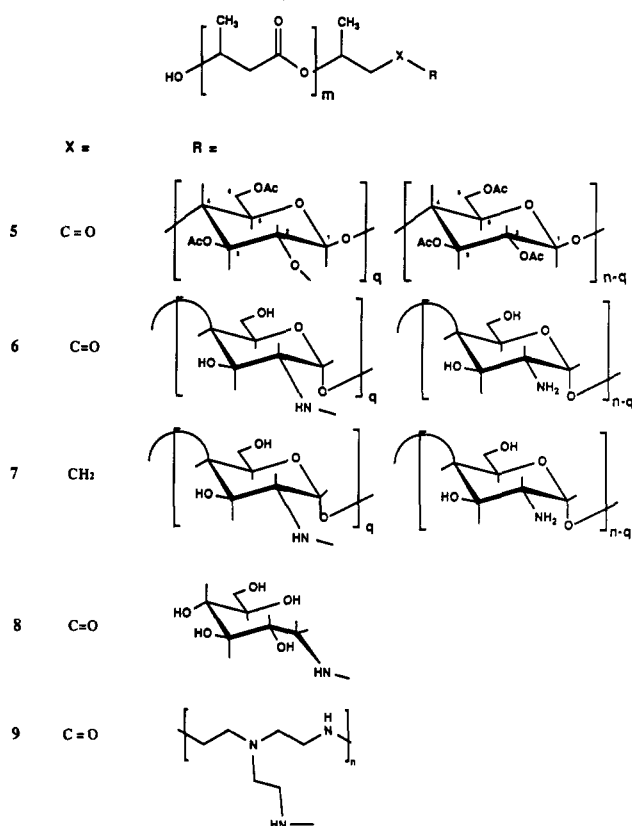 CH3 O CH3
HO [ O ]m X R
X = R =
5 C=O
OAc O AcO O O q
OAc O AcO OAc O n-q
6 C=O
OH O HO HN O q
OH O HO NH2 O n-q
7 CH2
OH O HO HN O q
OH O HO NH2 O n-q
8 C=O
OH HO OH HO OH HN
9 C=O
H N N n
HN